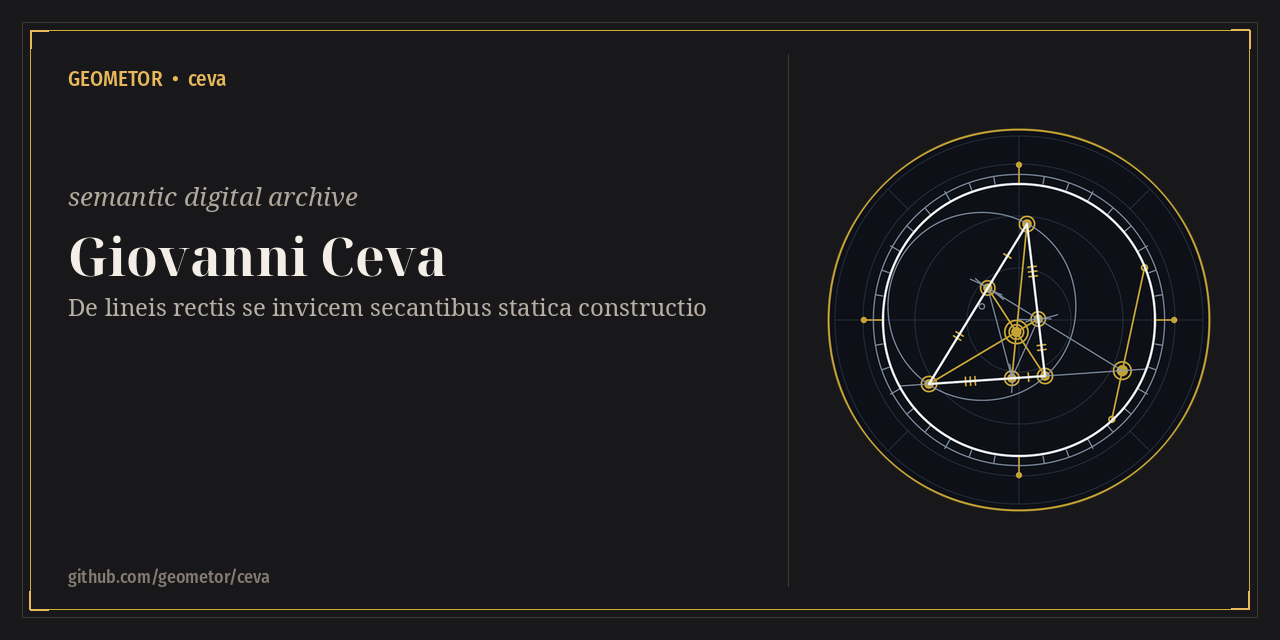 GEOMETOR • ceva
semantic digital archive
Giovanni Ceva
De lineis rectis se invicem secantibus statica constructio
github.com/geometor/ceva